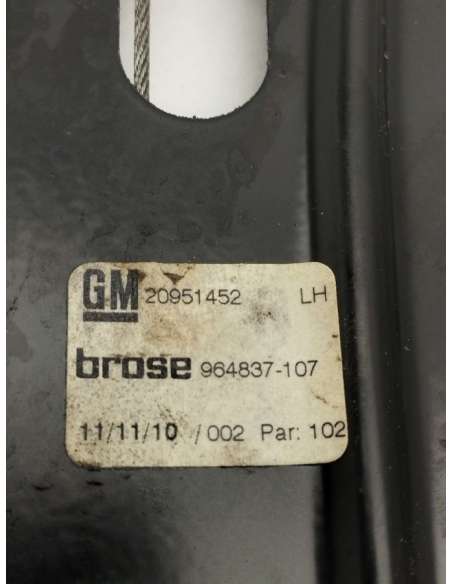 GM 20951452 LH
brose 964837-107
11/11/10 /002 Par: 102